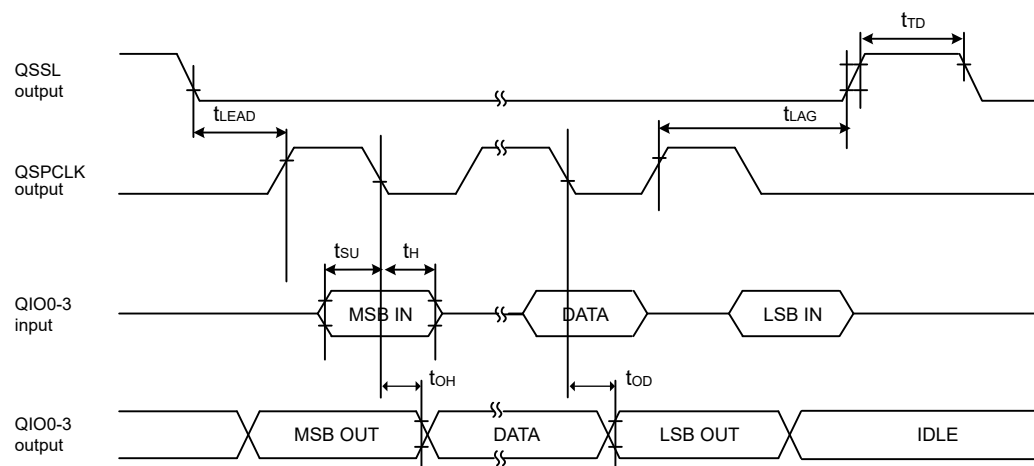 tTD
QSSL
output
tLEAD
tLAG
QSPCLK
output
tSU
tH
QIO0-3
input
MSB IN
DATA
LSB IN
tOH
tOD
QIO0-3
output
MSB OUT
DATA
LSB OUT
IDLE